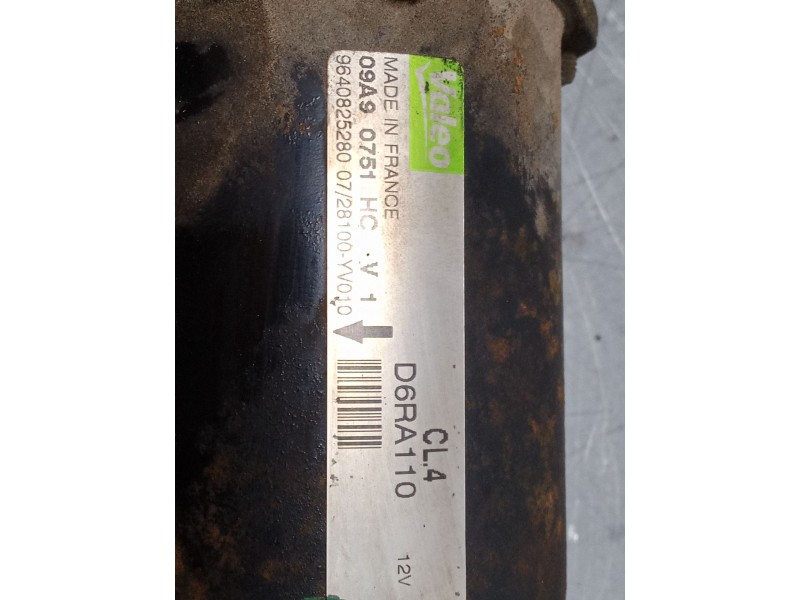 Valeo
MADE IN FRANCE
09A9 0751 HC .V 1
9640825280-07/28100-YV010
CL.4
D6RA110
12V